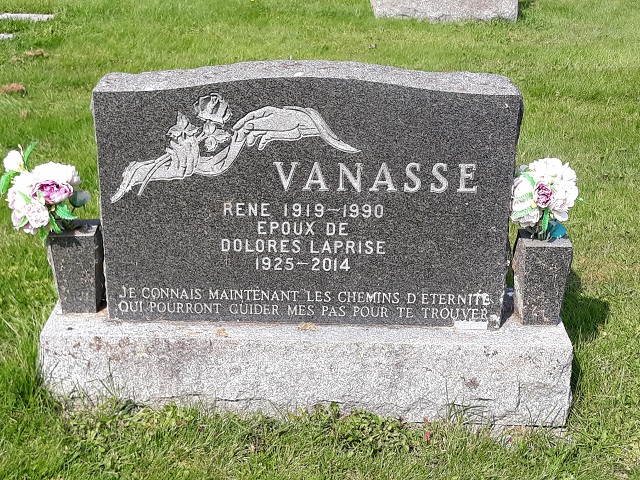 VANASSE
RENE 1919-1990
EPOUX DE
DOLORES LAPRISE
1925-2014
JE CONNAIS MAINTENANT LES CHEMINS D'ETERNITE
QUI POURRONT GUIDER MES PAS POUR TE TROUVER